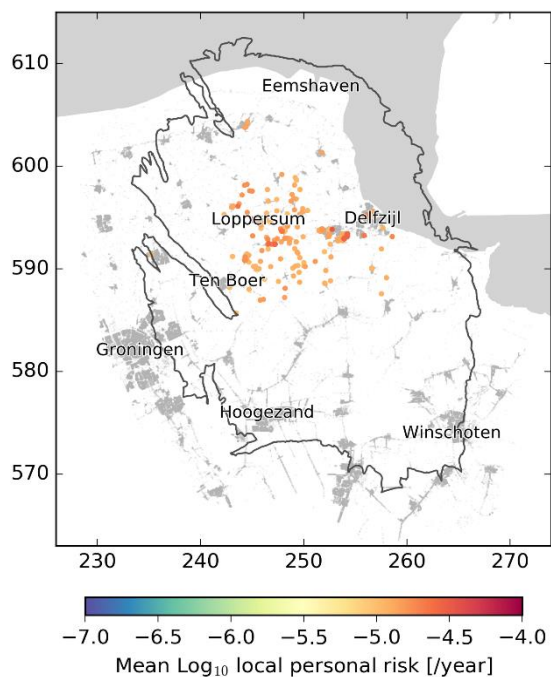 610
600
590
580
570
Eemshaven
Loppersum
Delfzijl
Ten Boer
Groningen
Hoogezand
Winschoten
230 240 250 260 270
−7.0 −6.5 −6.0 −5.5 −5.0 −4.5 −4.0
Mean Log₁₀ local personal risk [/year]